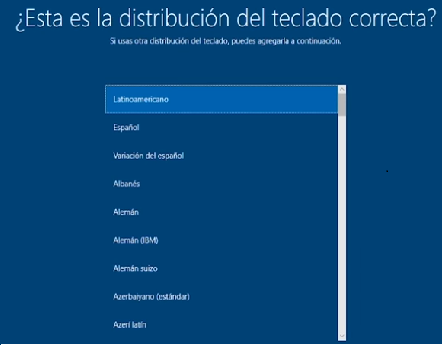 ¿Esta es la distribución del teclado correcta?
Si usas otra distribución del teclado, puedes agregarla a continuación.
Latinoamericano
Español
Variación del español
Albanés
Alemán
Alemán (IBM)
Alemán suizo
Azerbaiyano (estándar)
Azerí latín